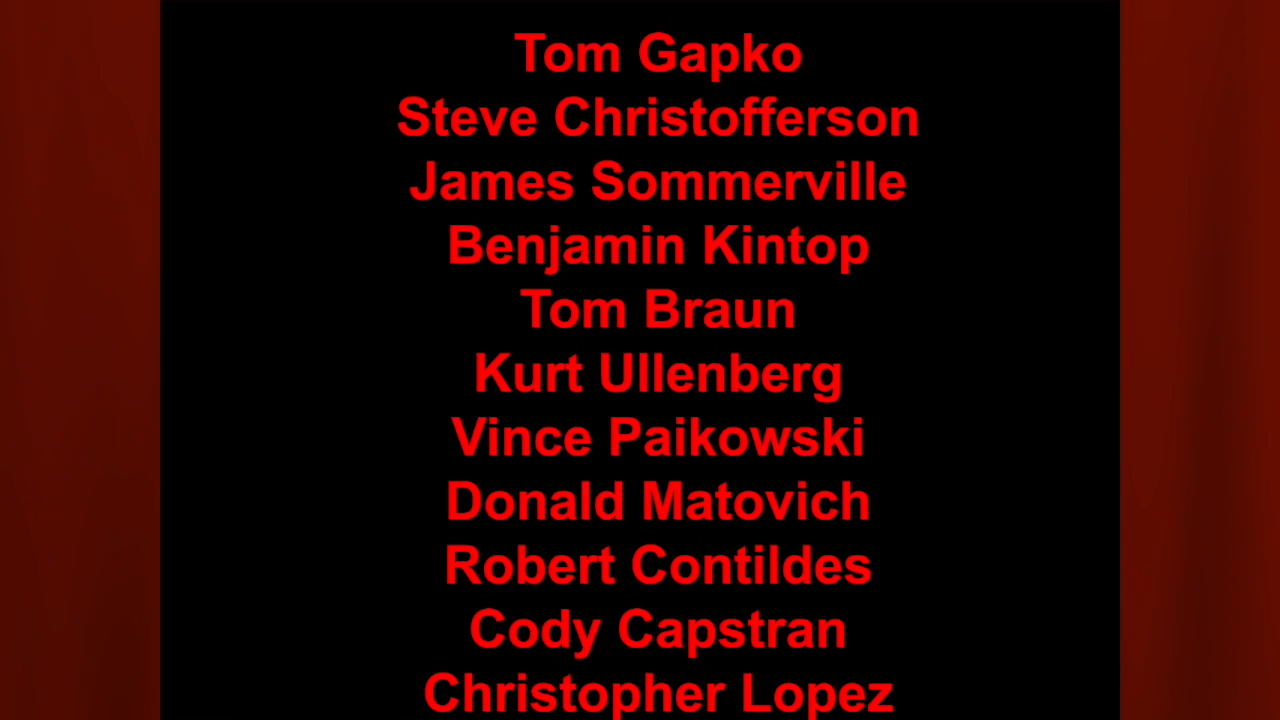 Tom Gapko
Steve Christofferson
James Sommerville
Benjamin Kintop
Tom Braun
Kurt Ullenberg
Vince Paikowski
Donald Matovich
Robert Contildes
Cody Capstran
Christopher Lopez